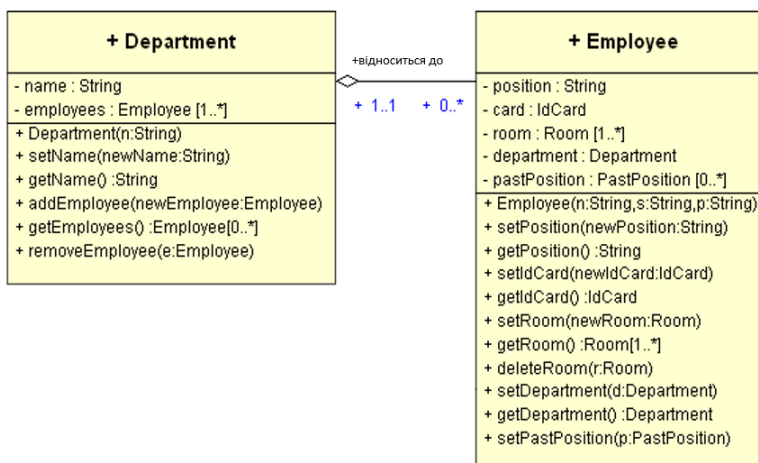 + Department
- name : String
- employees : Employee [1..*]
+ Department(n:String)
+ setName(newName:String)
+ getName() :String
+ addEmployee(newEmployee:Employee)
+ getEmployees() :Employee[0..*]
+ removeEmployee(e:Employee)
+відноситься до
+ 1..1 + 0..*
+ Employee
- position : String
- card : IdCard
- room : Room [1..*]
- department : Department
- pastPosition : PastPosition [0..*]
+ Employee(n:String,s:String,p:String)
+ setPosition(newPosition:String)
+ getPosition() :String
+ setIdCard(newIdCard:IdCard)
+ getIdCard() :IdCard
+ setRoom(newRoom:Room)
+ getRoom() :Room[1..*]
+ deleteRoom(r:Room)
+ setDepartment(d:Department)
+ getDepartment() :Department
+ setPastPosition(p:PastPosition)